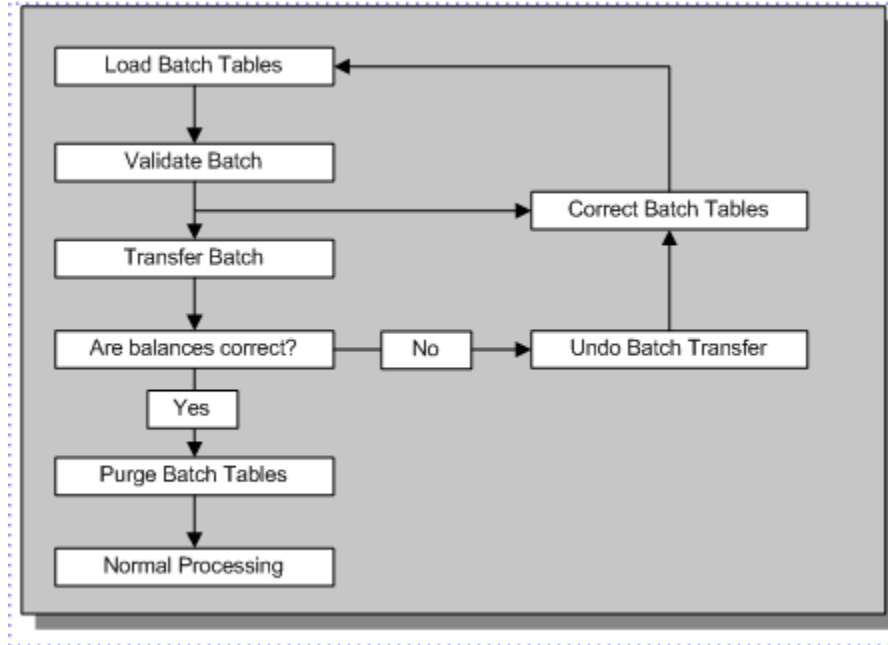 Load Batch Tables
Validate Batch
Correct Batch Tables
Transfer Batch
Are balances correct?
No
Undo Batch Transfer
Yes
Purge Batch Tables
Normal Processing